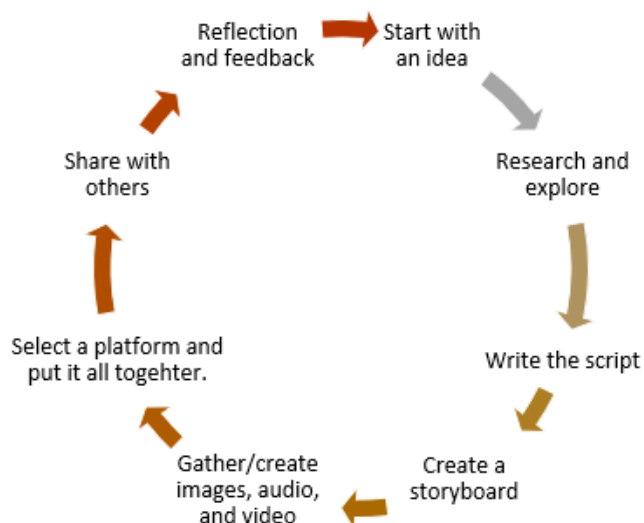 Start with
an idea
Research and
explore
Write the script
Create a
storyboard
Gather/create
images, audio,
and video
Select a platform and
put it all togehter.
Share with
others
Reflection
and feedback